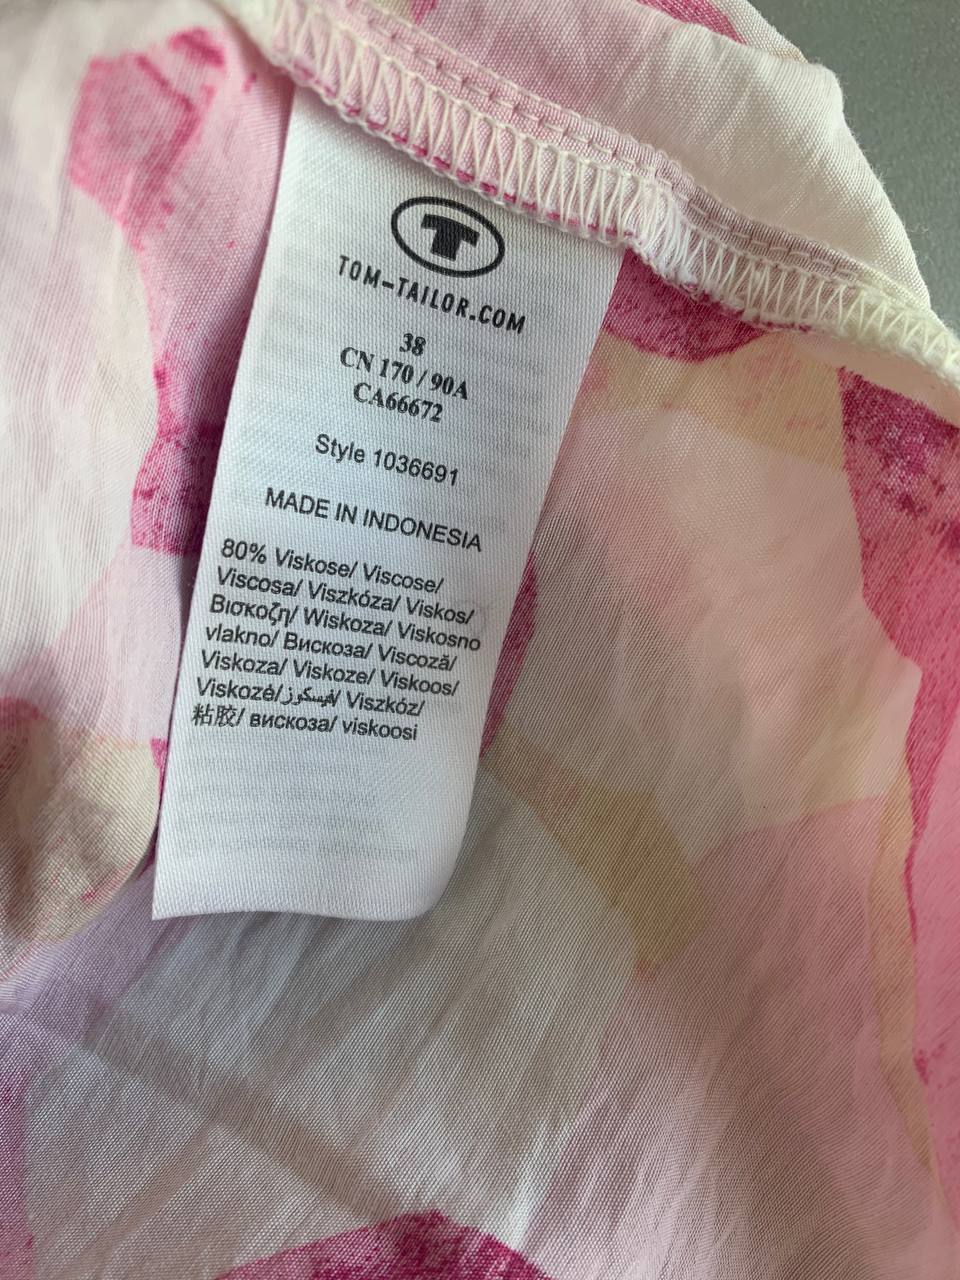 T
TOM-TAILOR.COM
38
CN 170 / 90A
CA66672
Style 1036691
MADE IN INDONESIA
80% Viskose/ Viscose/
Viscosa/ Viszkóza/ Viskos/
Βισκοζη/ Wiskoza/ Viskosno
vlakno/ Вискоза/ Viscoză/
Viskoza/ Viskoze/ Viskoos/
Viskozė/فيسكوز/ Viszkóz/
粘胶/ вискоза/ viskoosi